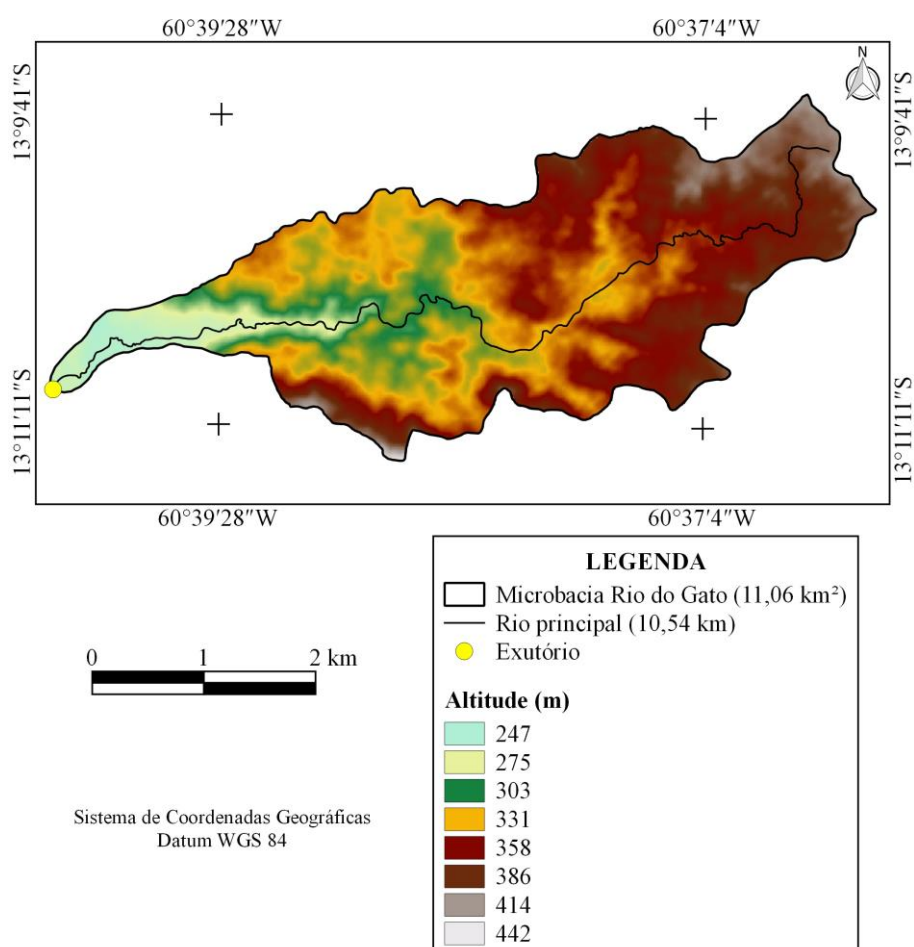 60°39'28"W
60°37'4"W
N
13°9'41"S
13°9'41"S
13°11'11"S
13°11'11"S
60°39'28"W
60°37'4"W
LEGENDA
Microbacia Rio do Gato (11,06 km²)
Rio principal (10,54 km)
Exutório
0 1 2 km
Altitude (m)
247
275
303
331
358
386
414
442
Sistema de Coordenadas Geográficas
Datum WGS 84